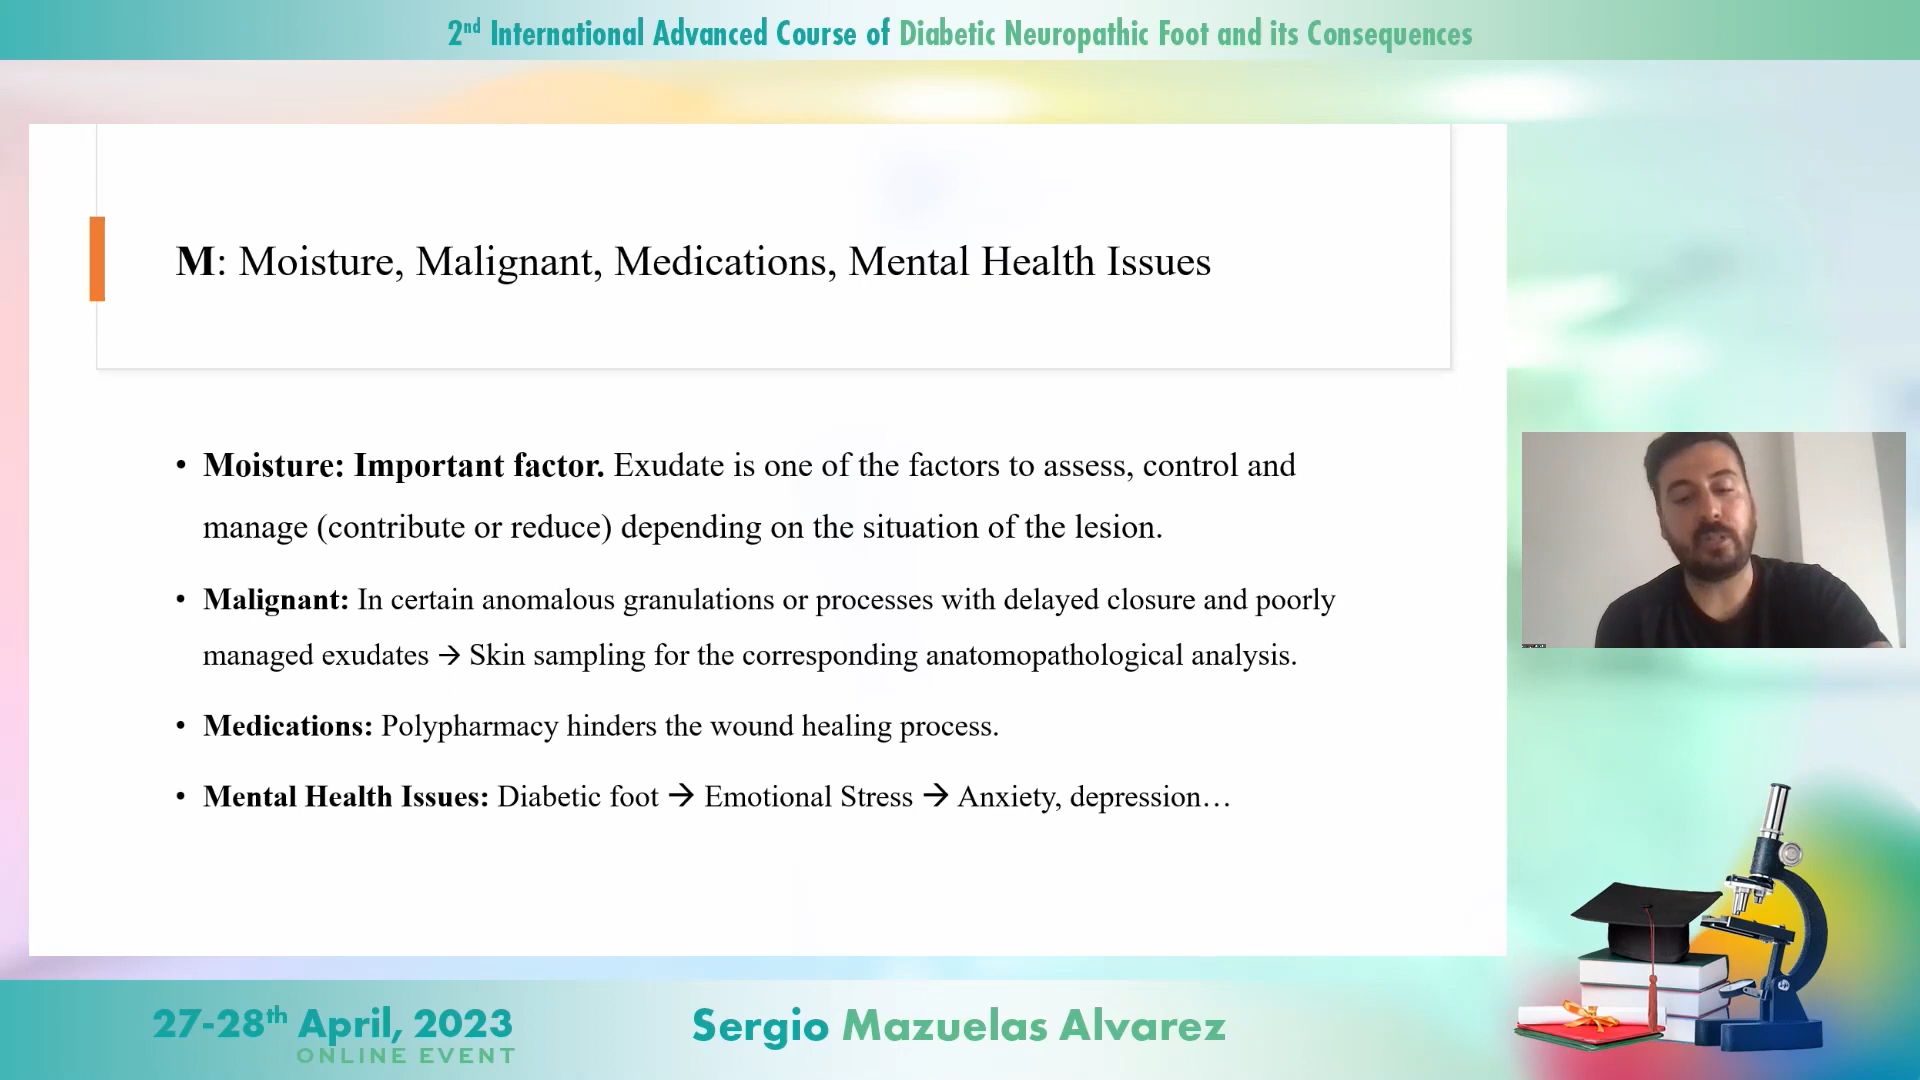 2nd International Advanced Course of Diabetic Neuropathic Foot and its Consequences
M: Moisture, Malignant, Medications, Mental Health Issues
• Moisture: Important factor. Exudate is one of the factors to assess, control and
manage (contribute or reduce) depending on the situation of the lesion.
• Malignant: In certain anomalous granulations or processes with delayed closure and poorly
managed exudates → Skin sampling for the corresponding anatomopathological analysis.
• Medications: Polypharmacy hinders the wound healing process.
• Mental Health Issues: Diabetic foot → Emotional Stress → Anxiety, depression…
27-28th April, 2023
ONLINE EVENT
Sergio Mazuelas Alvarez